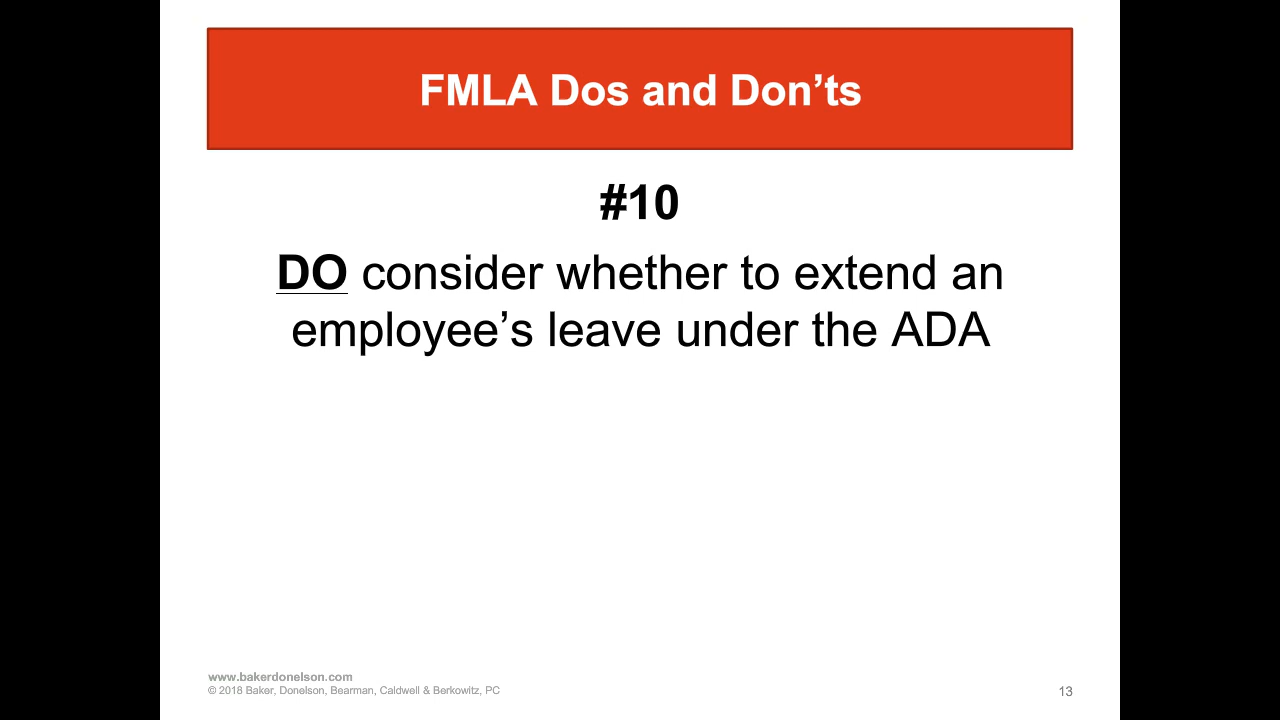 FMLA Dos and Don’ts
#10
DO consider whether to extend an
employee’s leave under the ADA
www.bakerdonelson.com
© 2018 Baker, Donelson, Bearman, Caldwell & Berkowitz, PC
13